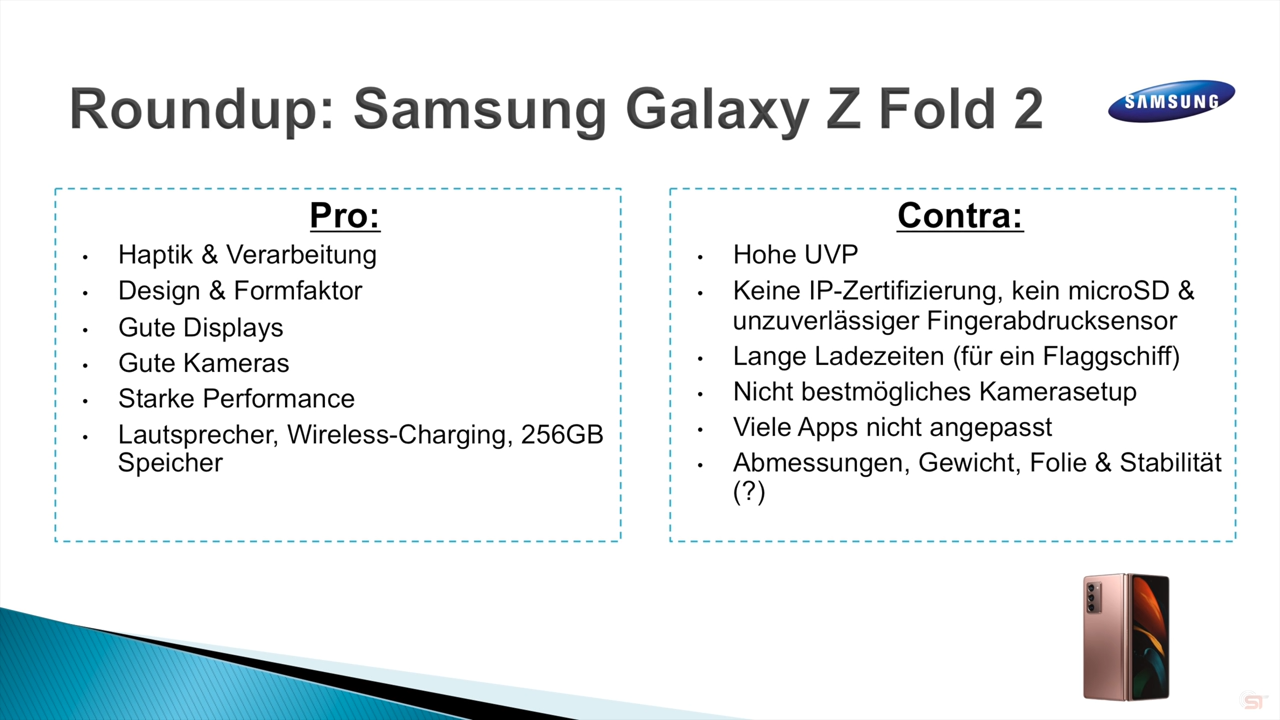 Roundup: Samsung Galaxy Z Fold 2
SAMSUNG
Pro:
• Haptik & Verarbeitung
• Design & Formfaktor
• Gute Displays
• Gute Kameras
• Starke Performance
• Lautsprecher, Wireless-Charging, 256GB
Speicher
Contra:
• Hohe UVP
• Keine IP-Zertifizierung, kein microSD &
unzuverlässiger Fingerabdrucksensor
• Lange Ladezeiten (für ein Flaggschiff)
• Nicht bestmögliches Kamerasetup
• Viele Apps nicht angepasst
• Abmessungen, Gewicht, Folie & Stabilität
(?)
ST